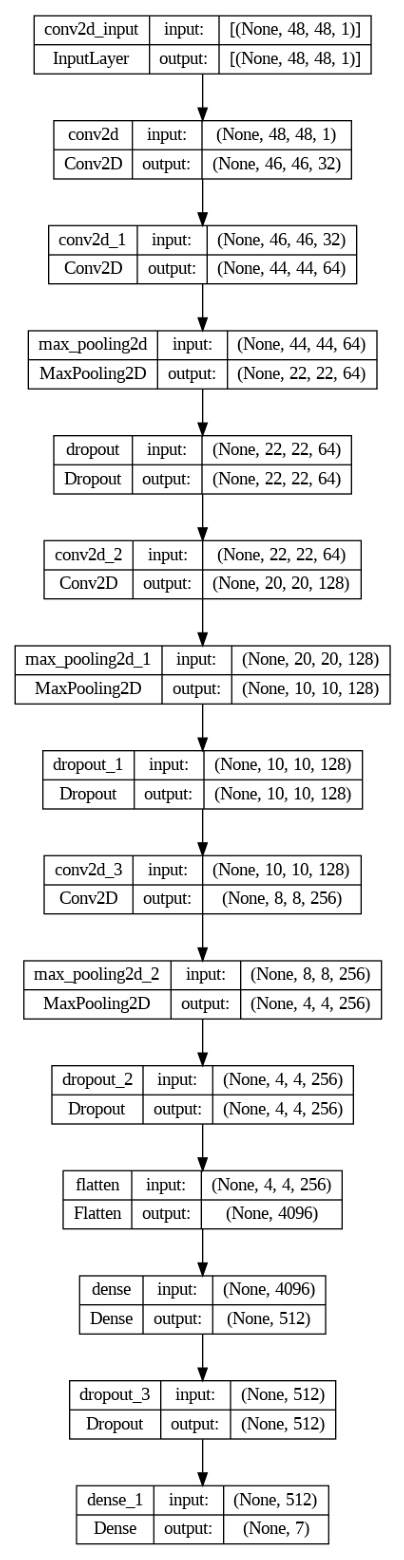 conv2d_input input: [(None, 48, 48, 1)]
InputLayer output: [(None, 48, 48, 1)]
conv2d input: (None, 48, 48, 1)
Conv2D output: (None, 46, 46, 32)
conv2d_1 input: (None, 46, 46, 32)
Conv2D output: (None, 44, 44, 64)
max_pooling2d input: (None, 44, 44, 64)
MaxPooling2D output: (None, 22, 22, 64)
dropout input: (None, 22, 22, 64)
Dropout output: (None, 22, 22, 64)
conv2d_2 input: (None, 22, 22, 64)
Conv2D output: (None, 20, 20, 128)
max_pooling2d_1 input: (None, 20, 20, 128)
MaxPooling2D output: (None, 10, 10, 128)
dropout_1 input: (None, 10, 10, 128)
Dropout output: (None, 10, 10, 128)
conv2d_3 input: (None, 10, 10, 128)
Conv2D output: (None, 8, 8, 256)
max_pooling2d_2 input: (None, 8, 8, 256)
MaxPooling2D output: (None, 4, 4, 256)
dropout_2 input: (None, 4, 4, 256)
Dropout output: (None, 4, 4, 256)
flatten input: (None, 4, 4, 256)
Flatten output: (None, 4096)
dense input: (None, 4096)
Dense output: (None, 512)
dropout_3 input: (None, 512)
Dropout output: (None, 512)
dense_1 input: (None, 512)
Dense output: (None, 7)